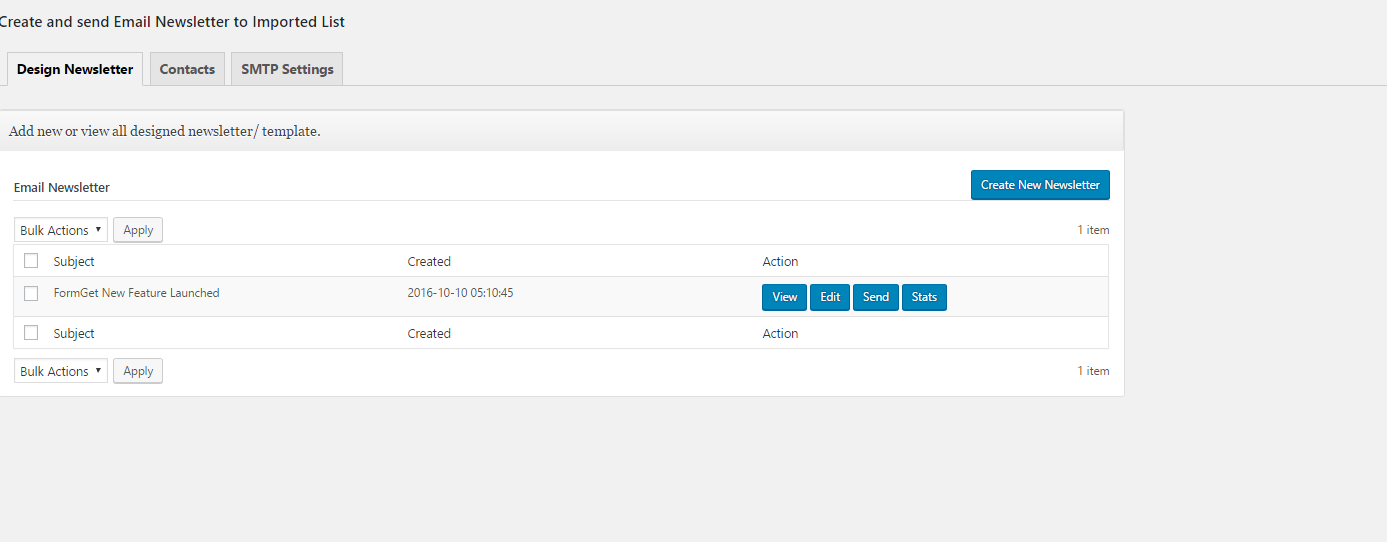 Create and send Email Newsletter to Imported List
Design Newsletter Contacts SMTP Settings
Add new or view all designed newsletter/ template.
Email Newsletter Create New Newsletter
Bulk Actions Apply 1 item
Subject Created Action
FormGet New Feature Launched 2016-10-10 05:10:45 View Edit Send Stats
Subject Created Action
Bulk Actions Apply 1 item